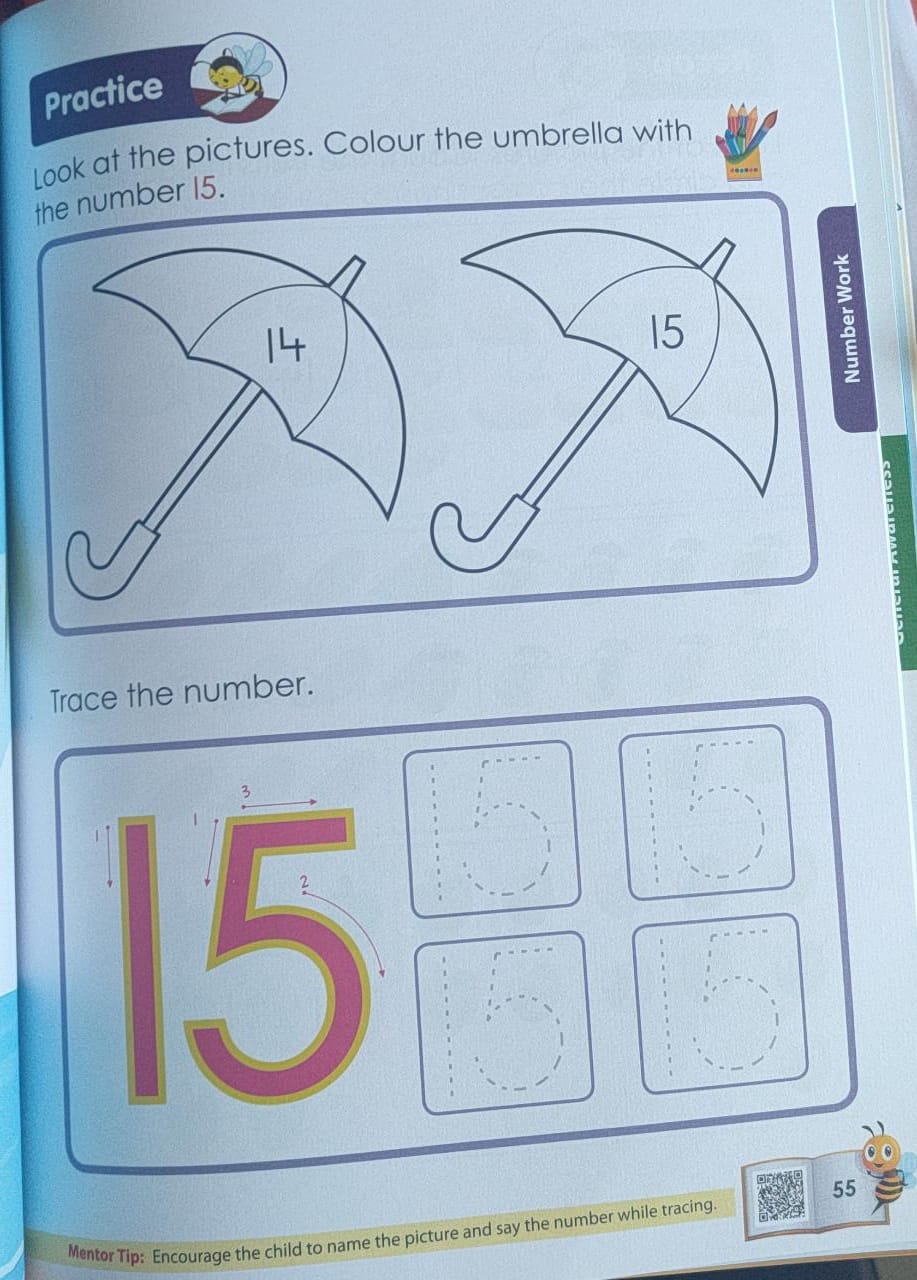 Practice
Look at the pictures. Colour the umbrella with
the number 15.
14
15
Number Work
General Awareness
Trace the number.
1
1
3
2
15
15
15
15
15
55
Mentor Tip: Encourage the child to name the picture and say the number while tracing.